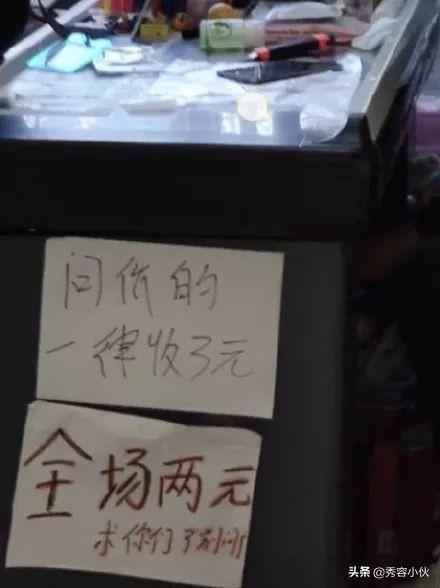 问价的
一律收3元
全场两元
求你们了别问了
头条 @秀容小伙